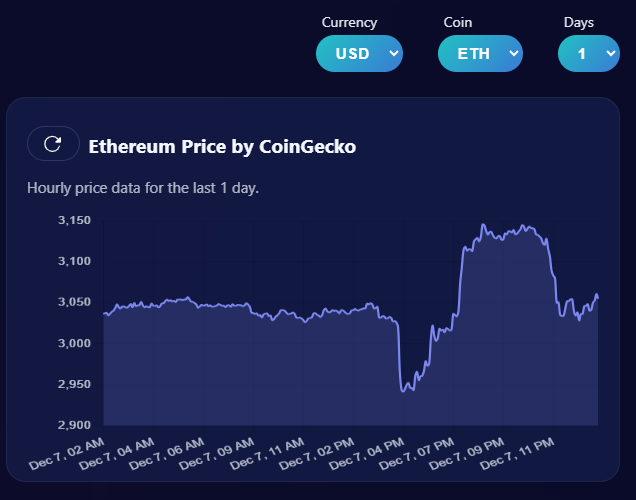 Currency Coin Days
USD ETH 1
Ethereum Price by CoinGecko
Hourly price data for the last 1 day.
3,150
3,100
3,050
3,000
2,950
2,900
Dec 7, 02 AM Dec 7, 04 AM Dec 7, 06 AM Dec 7, 09 AM Dec 7, 11 AM Dec 7, 02 PM Dec 7, 04 PM Dec 7, 07 PM Dec 7, 09 PM Dec 7, 11 PM